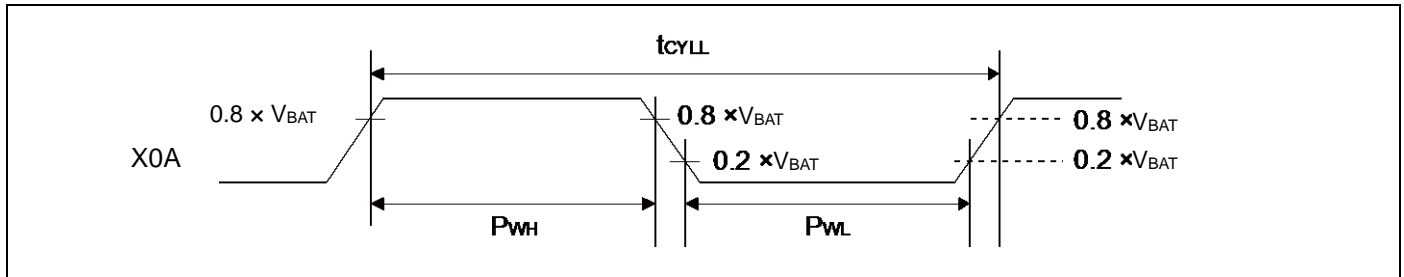 tCYLL
0.8 × VBAT
0.8 ×VBAT
0.8 ×VBAT
X0A
0.2 ×VBAT
0.2 ×VBAT
PWH
PWL